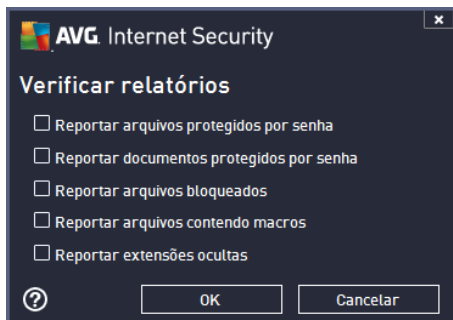 AVG. Internet Security
Verificar relatórios
Reportar arquivos protegidos por senha
Reportar documentos protegidos por senha
Reportar arquivos bloqueados
Reportar arquivos contendo macros
Reportar extensões ocultas
? OK Cancelar